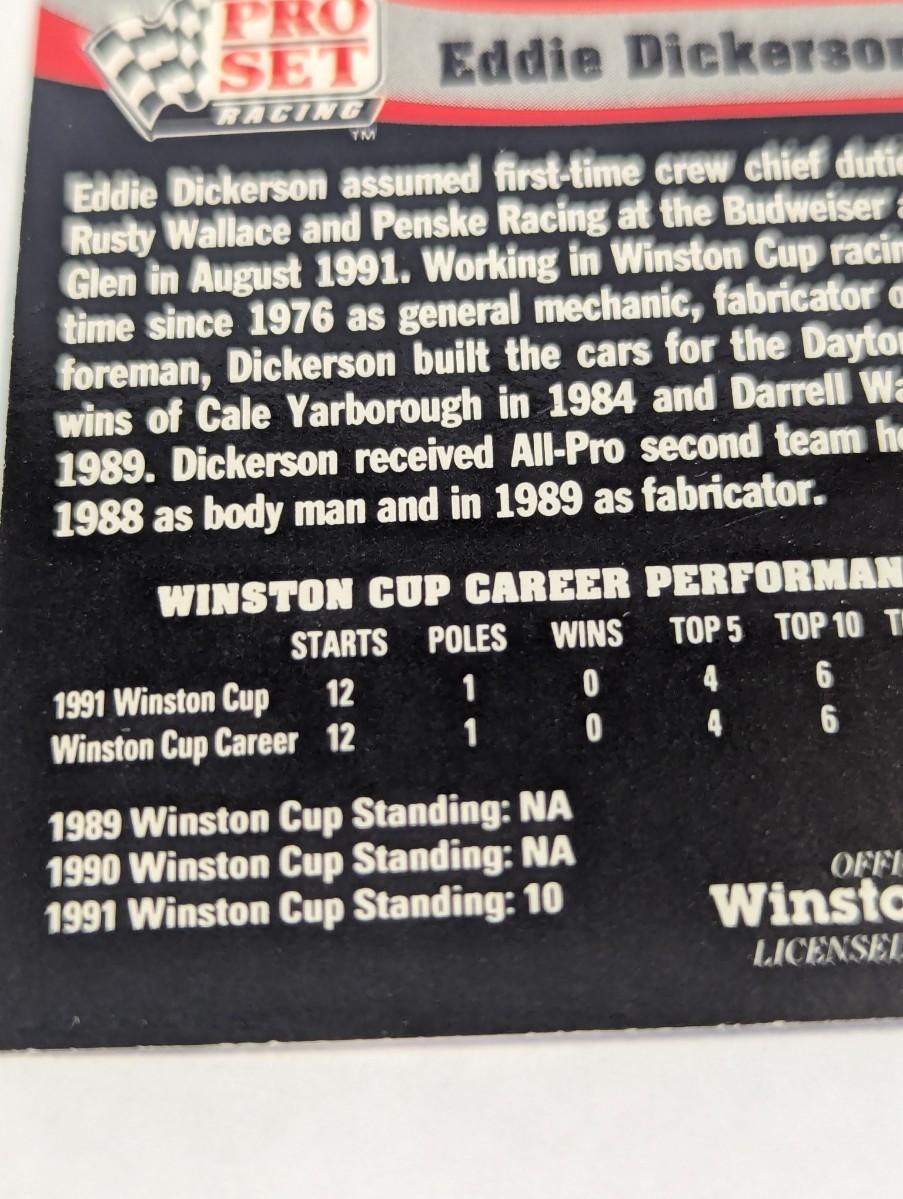 PRO
SET
RACING
TM
Eddie Dickerson
Eddie Dickerson assumed first-time crew chief
Rusty Wallace and Penske Racing at the Budweiser
Glen in August 1991. Working in Winston Cup
time since 1976 as general mechanic, fabricator
foreman, Dickerson built the cars for the
wins of Cale Yarborough in 1984 and Darrell
1989. Dickerson received All-Pro second team
1988 as body man and in 1989 as fabricator.
WINSTON CUP CAREER
STARTS POLES WINS TOP 5 TOP 10
1991 Winston Cup 12 1 0 4 6
Winston Cup Career 12 1 0 4 6
1989 Winston Cup Standing: NA
1990 Winston Cup Standing: NA
1991 Winston Cup Standing: 10
LICENSED